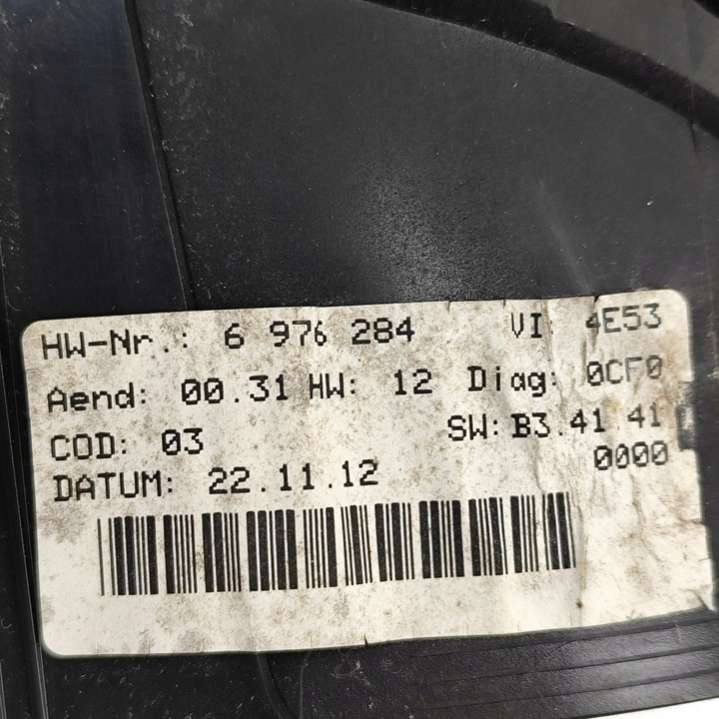 HW-Nr.: 6 976 284 VI: 4E53
Aend: 00.31 HW: 12 Diag: 0CF0
COD: 03 SW: B3.41.41
DATUM: 22.11.12 0000